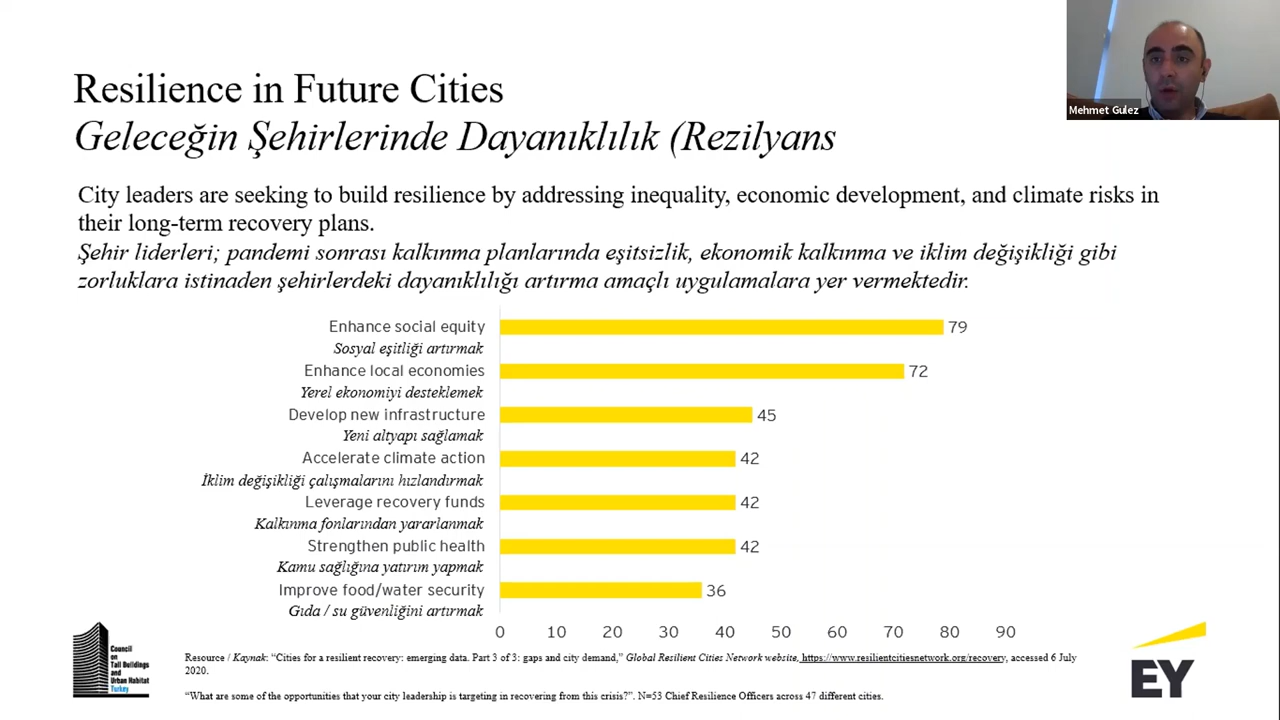 Resilience in Future Cities
Geleceğin Şehirlerinde Dayanıklılık (Rezilyans
Mehmet Gulez
City leaders are seeking to build resilience by addressing inequality, economic development, and climate risks in
their long-term recovery plans.
Şehir liderleri; pandemi sonrası kalkınma planlarında eşitsizlik, ekonomik kalkınma ve iklim değişikliği gibi
zorluklara istinaden şehirlerdeki dayanıklılığı artırma amaçlı uygulamalara yer vermektedir.
Enhance social equity 79
Sosyal eşitliği artırmak
Enhance local economies 72
Yerel ekonomiyi desteklemek
Develop new infrastructure 45
Yeni altyapı sağlamak
Accelerate climate action 42
İklim değişikliği çalışmalarını hızlandırmak
Leverage recovery funds 42
Kalkınma fonlarından yararlanmak
Strengthen public health 42
Kamu sağlığına yatırım yapmak
Improve food/water security 36
Gıda / su güvenliğini artırmak
0 10 20 30 40 50 60 70 80 90
Council
on
Tall Buildings
and
Urban Habitat
Turkey
Resource / Kaynak: “Cities for a resilient recovery: emerging data. Part 3 of 3: gaps and city demand,” Global Resilient Cities Network website, https://www.resilientcitiesnetwork.org/recovery, accessed 6 July
2020.
“What are some of the opportunities that your city leadership is targeting in recovering from this crisis?”. N=53 Chief Resilience Officers across 47 different cities.
EY